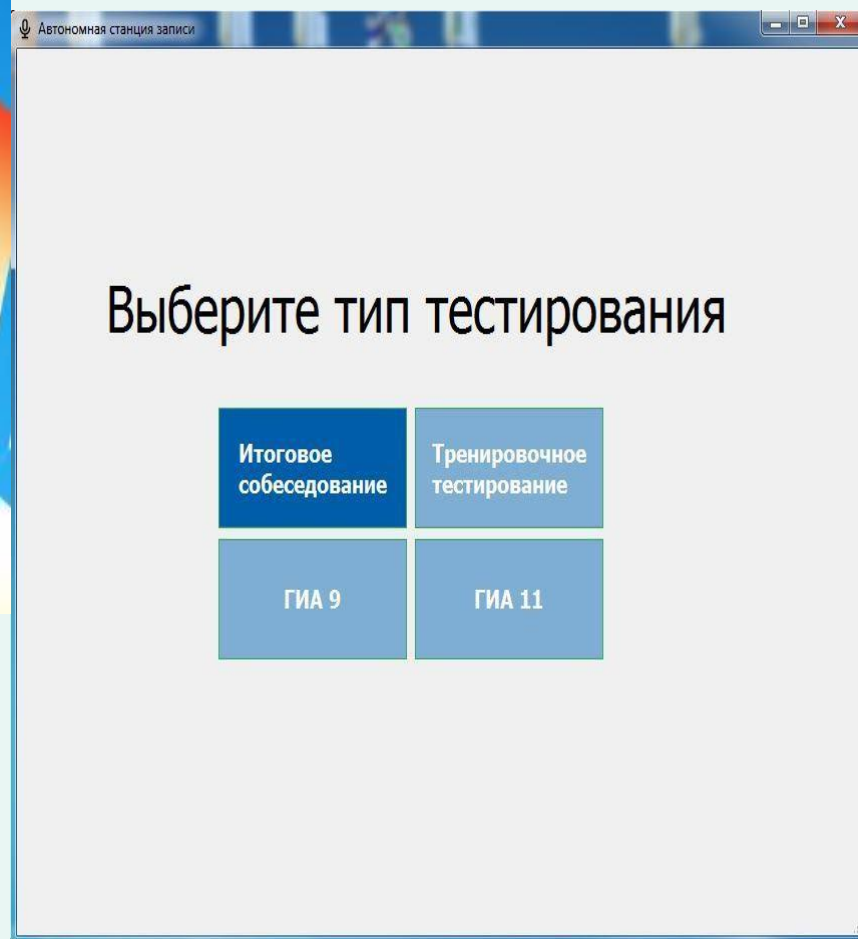 Автономная станция записи
Выберите тип тестирования
Итоговое
собеседование
Тренировочное
тестирование
ГИА 9
ГИА 11